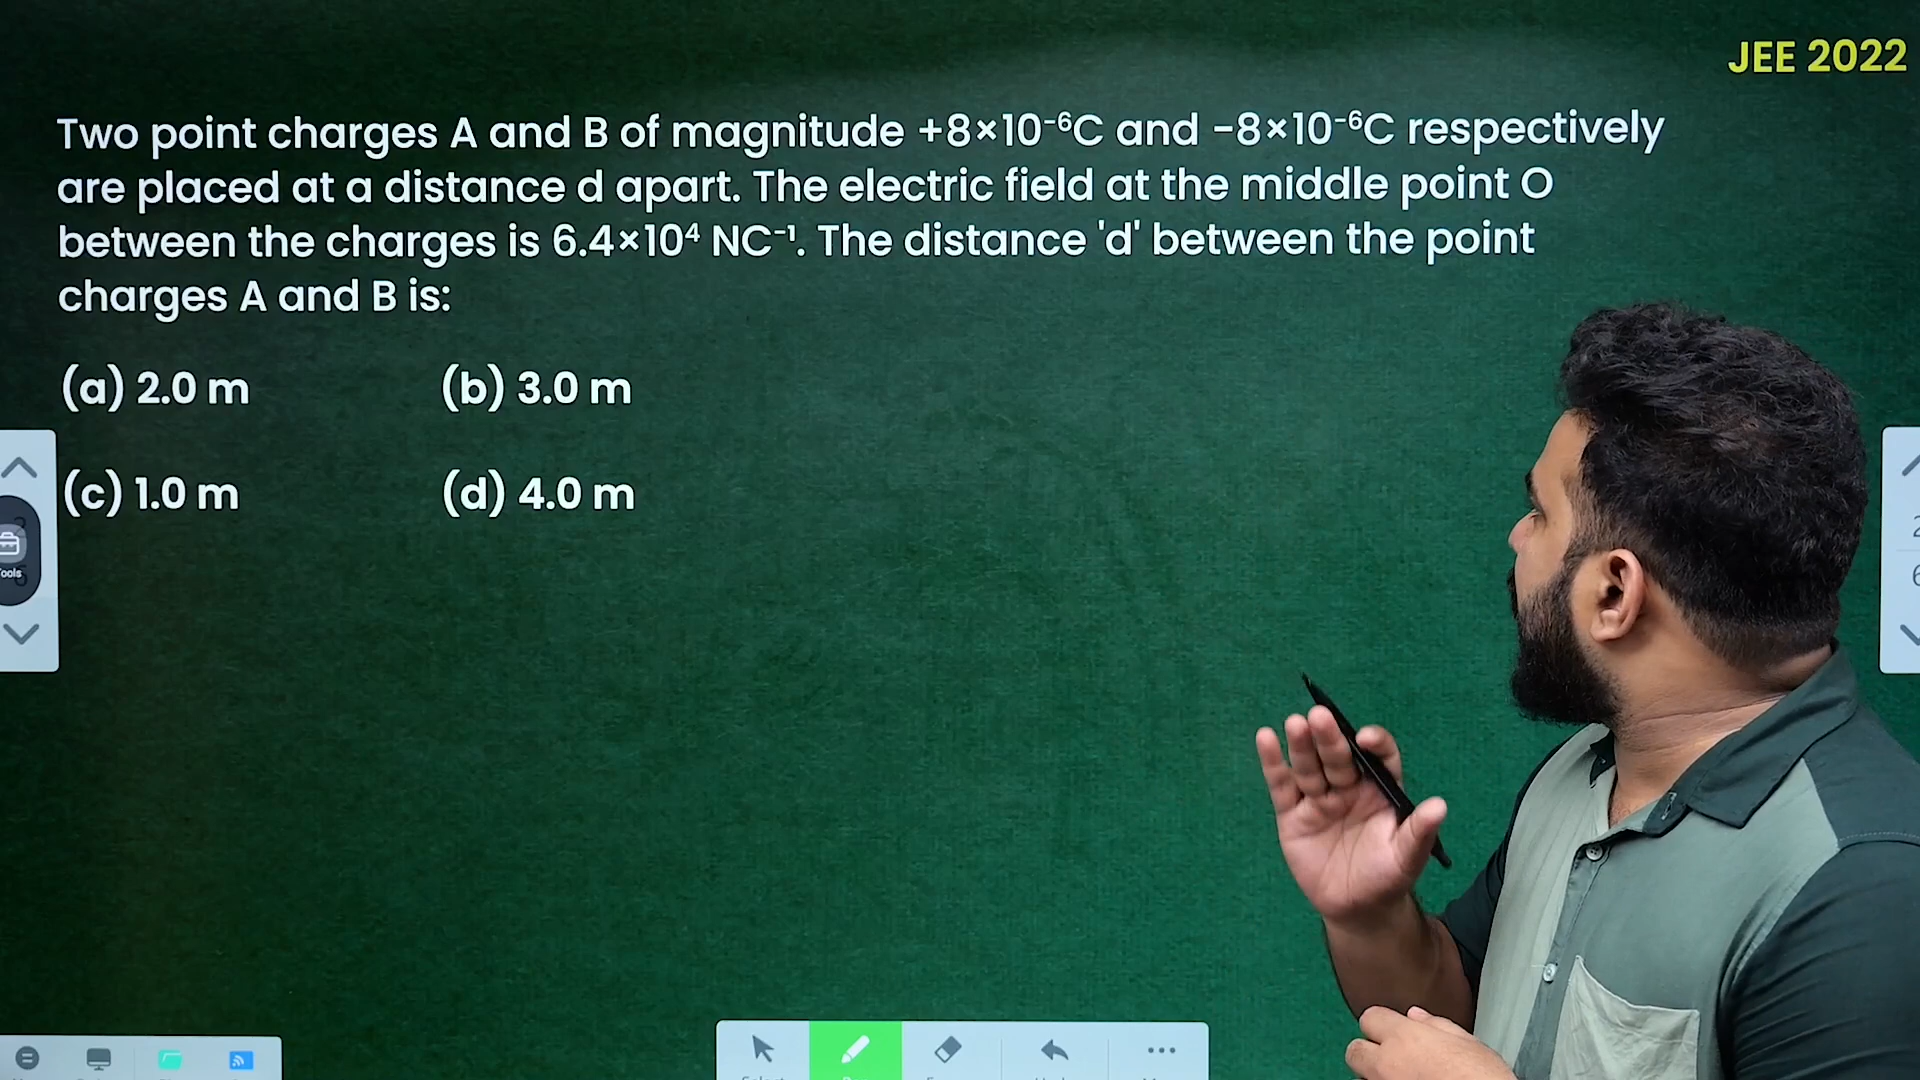 JEE 2022
Two point charges A and B of magnitude +8×10⁻⁶C and −8×10⁻⁶C respectively
are placed at a distance d apart. The electric field at the middle point O
between the charges is 6.4×10⁴ NC⁻¹. The distance 'd' between the point
charges A and B is:
(a) 2.0 m (b) 3.0 m
(c) 1.0 m (d) 4.0 m